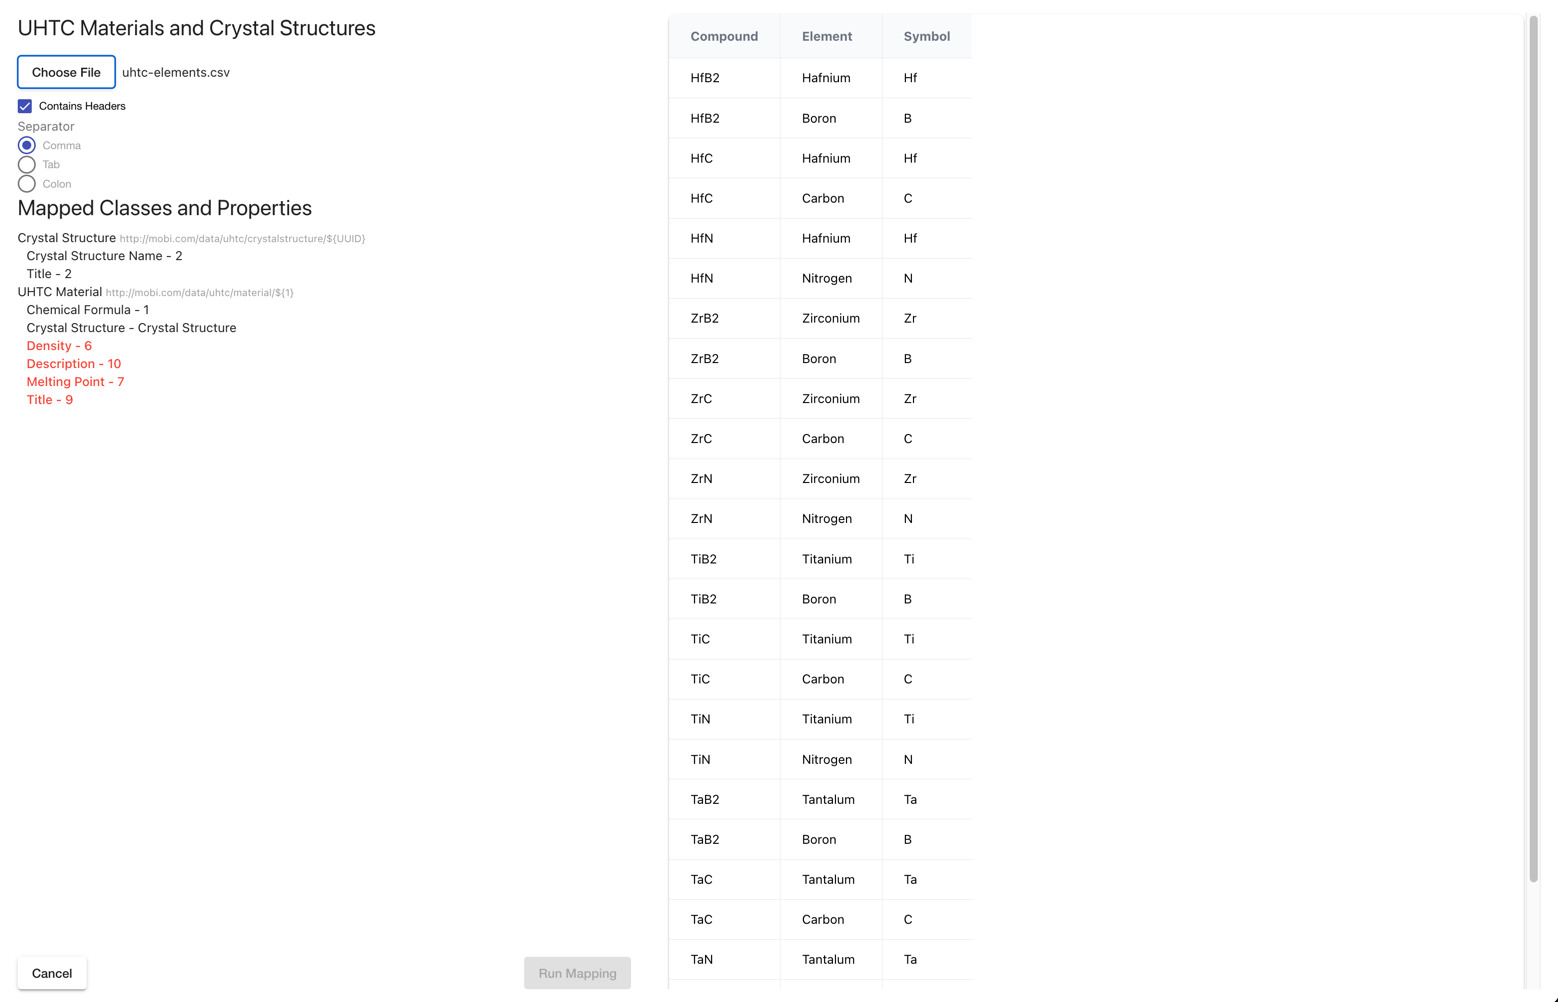 UHTC Materials and Crystal Structures
Choose File uhtc-elements.csv
Contains Headers
Separator
Comma
Tab
Colon
Mapped Classes and Properties
Crystal Structure http://mobi.com/data/uhtc/crystalstructure/${UUID}
Crystal Structure Name - 2
Title - 2
UHTC Material http://mobi.com/data/uhtc/material/${1}
Chemical Formula - 1
Crystal Structure - Crystal Structure
Density - 6
Description - 10
Melting Point - 7
Title - 9
Cancel Run Mapping
Compound Element Symbol
HfB2 Hafnium Hf
HfB2 Boron B
HfC Hafnium Hf
HfC Carbon C
HfN Hafnium Hf
HfN Nitrogen N
ZrB2 Zirconium Zr
ZrB2 Boron B
ZrC Zirconium Zr
ZrC Carbon C
ZrN Zirconium Zr
ZrN Nitrogen N
TiB2 Titanium Ti
TiB2 Boron B
TiC Titanium Ti
TiC Carbon C
TiN Titanium Ti
TiN Nitrogen N
TaB2 Tantalum Ta
TaB2 Boron B
TaC Tantalum Ta
TaC Carbon C
TaN Tantalum Ta